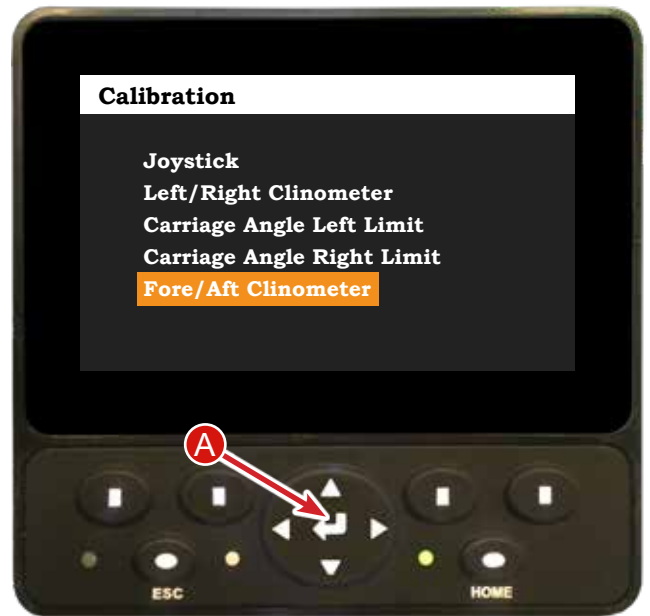 Calibration
Joystick
Left/Right Clinometer
Carriage Angle Left Limit
Carriage Angle Right Limit
Fore/Aft Clinometer
A
ESC
HOME